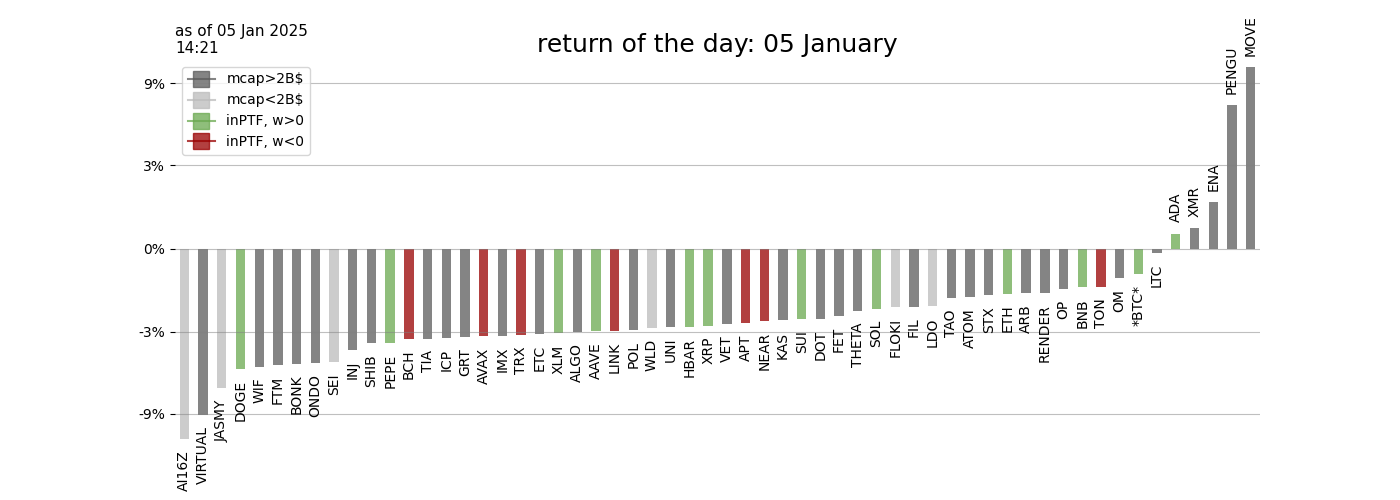 as of 05 Jan 2025
14:21
return of the day: 05 January
mcap>2B$
mcap<2B$
inPTF, w>0
inPTF, w<0
9%
3%
0%
-3%
-9%
AI16Z
VIRTUAL
JASMY
DOGE
WIF
FTM
BONK
ONDO
SEI
INJ
SHIB
PEPE
BCH
TIA
ICP
GRT
AVAX
IMX
TRX
ETC
XLM
ALGO
AAVE
LINK
POL
WLD
UNI
HBAR
XRP
VET
APT
NEAR
KAS
SUI
DOT
FET
THETA
SOL
FLOKI
FIL
LDO
TAO
ATOM
STX
ETH
ARB
RENDER
OP
BNB
TON
OM
*BTC*
LTC
ADA
XMR
ENA
PENGU
MOVE